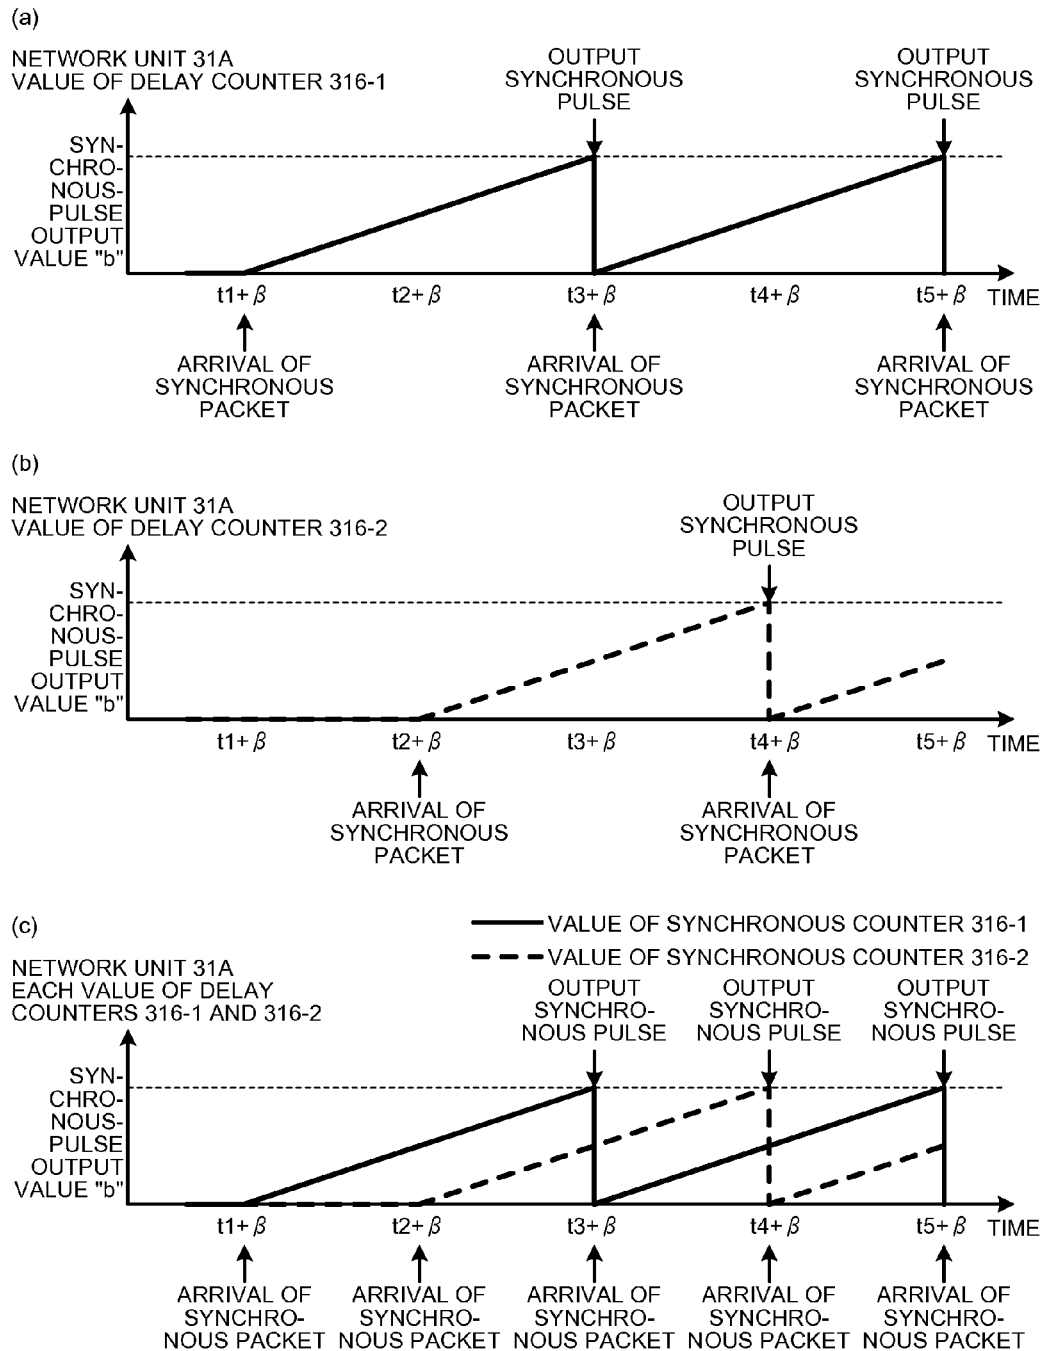 (a)
NETWORK UNIT 31A
VALUE OF DELAY COUNTER 316-1
OUTPUT
SYNCHRONOUS
PULSE
OUTPUT
SYNCHRONOUS
PULSE
SYN-
CHRO-
NOUS-
PULSE
OUTPUT
VALUE "b"
t1+β
t2+β
t3+β
t4+β
t5+β
TIME
ARRIVAL OF
SYNCHRONOUS
PACKET
ARRIVAL OF
SYNCHRONOUS
PACKET
ARRIVAL OF
SYNCHRONOUS
PACKET
(b)
NETWORK UNIT 31A
VALUE OF DELAY COUNTER 316-2
OUTPUT
SYNCHRONOUS
PULSE
SYN-
CHRO-
NOUS-
PULSE
OUTPUT
VALUE "b"
t1+β
t2+β
t3+β
t4+β
t5+β
TIME
ARRIVAL OF
SYNCHRONOUS
PACKET
ARRIVAL OF
SYNCHRONOUS
PACKET
(c)
VALUE OF SYNCHRONOUS COUNTER 316-1
VALUE OF SYNCHRONOUS COUNTER 316-2
NETWORK UNIT 31A
EACH VALUE OF DELAY
COUNTERS 316-1 AND 316-2
OUTPUT
SYNCHRO-
NOUS PULSE
OUTPUT
SYNCHRO-
NOUS PULSE
OUTPUT
SYNCHRO-
NOUS PULSE
SYN-
CHRO-
NOUS-
PULSE
OUTPUT
VALUE "b"
t1+β
t2+β
t3+β
t4+β
t5+β
TIME
ARRIVAL OF
SYNCHRO-
NOUS PACKET
ARRIVAL OF
SYNCHRO-
NOUS PACKET
ARRIVAL OF
SYNCHRO-
NOUS PACKET
ARRIVAL OF
SYNCHRO-
NOUS PACKET
ARRIVAL OF
SYNCHRO-
NOUS PACKET